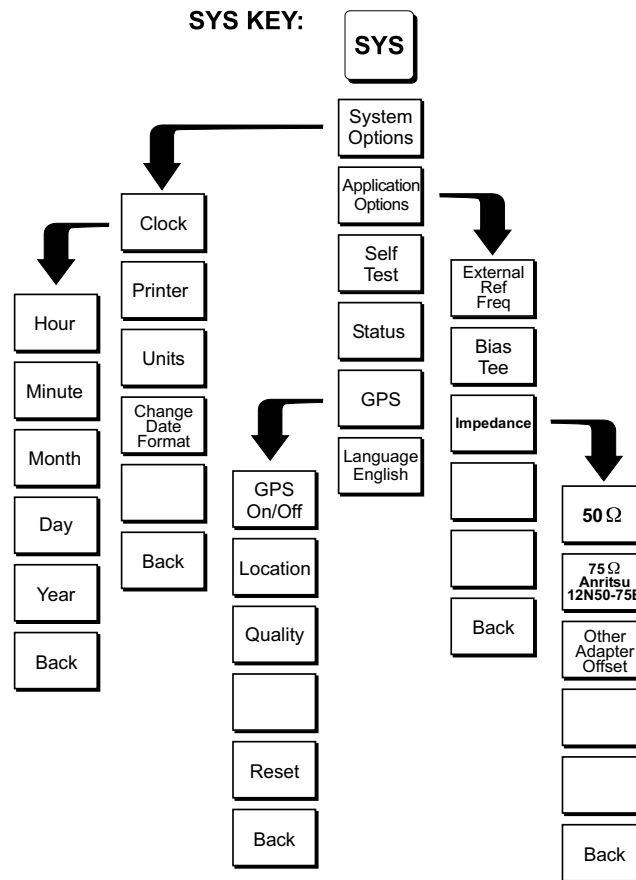 SYS KEY:
SYS
System
Options
Application
Options
Self
Test
Status
GPS
Language
English
Clock
Printer
Units
Change
Date
Format
Back
Hour
Minute
Month
Day
Year
Back
GPS
On/Off
Location
Quality
Reset
Back
External
Ref
Freq
Bias
Tee
Impedance
Back
50 Ω
75 Ω
Anritsu
12N50-75B
Other
Adapter
Offset
Back